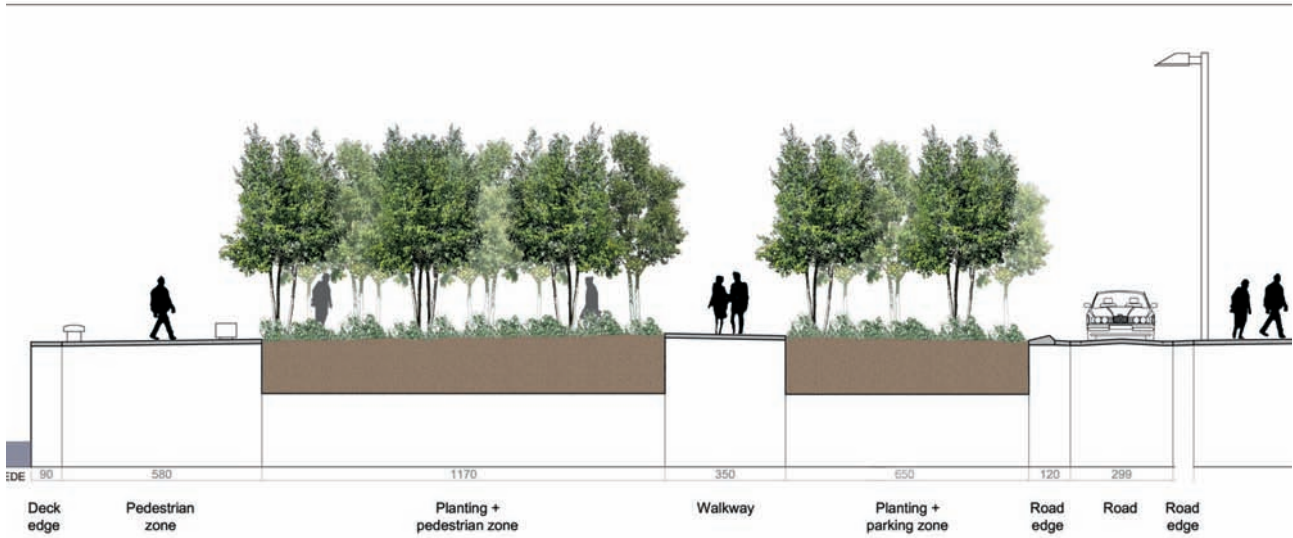 EDE 90 580 1170 350 650 120 299
Deck edge
Pedestrian zone
Planting + pedestrian zone
Walkway
Planting + parking zone
Road edge
Road
Road edge